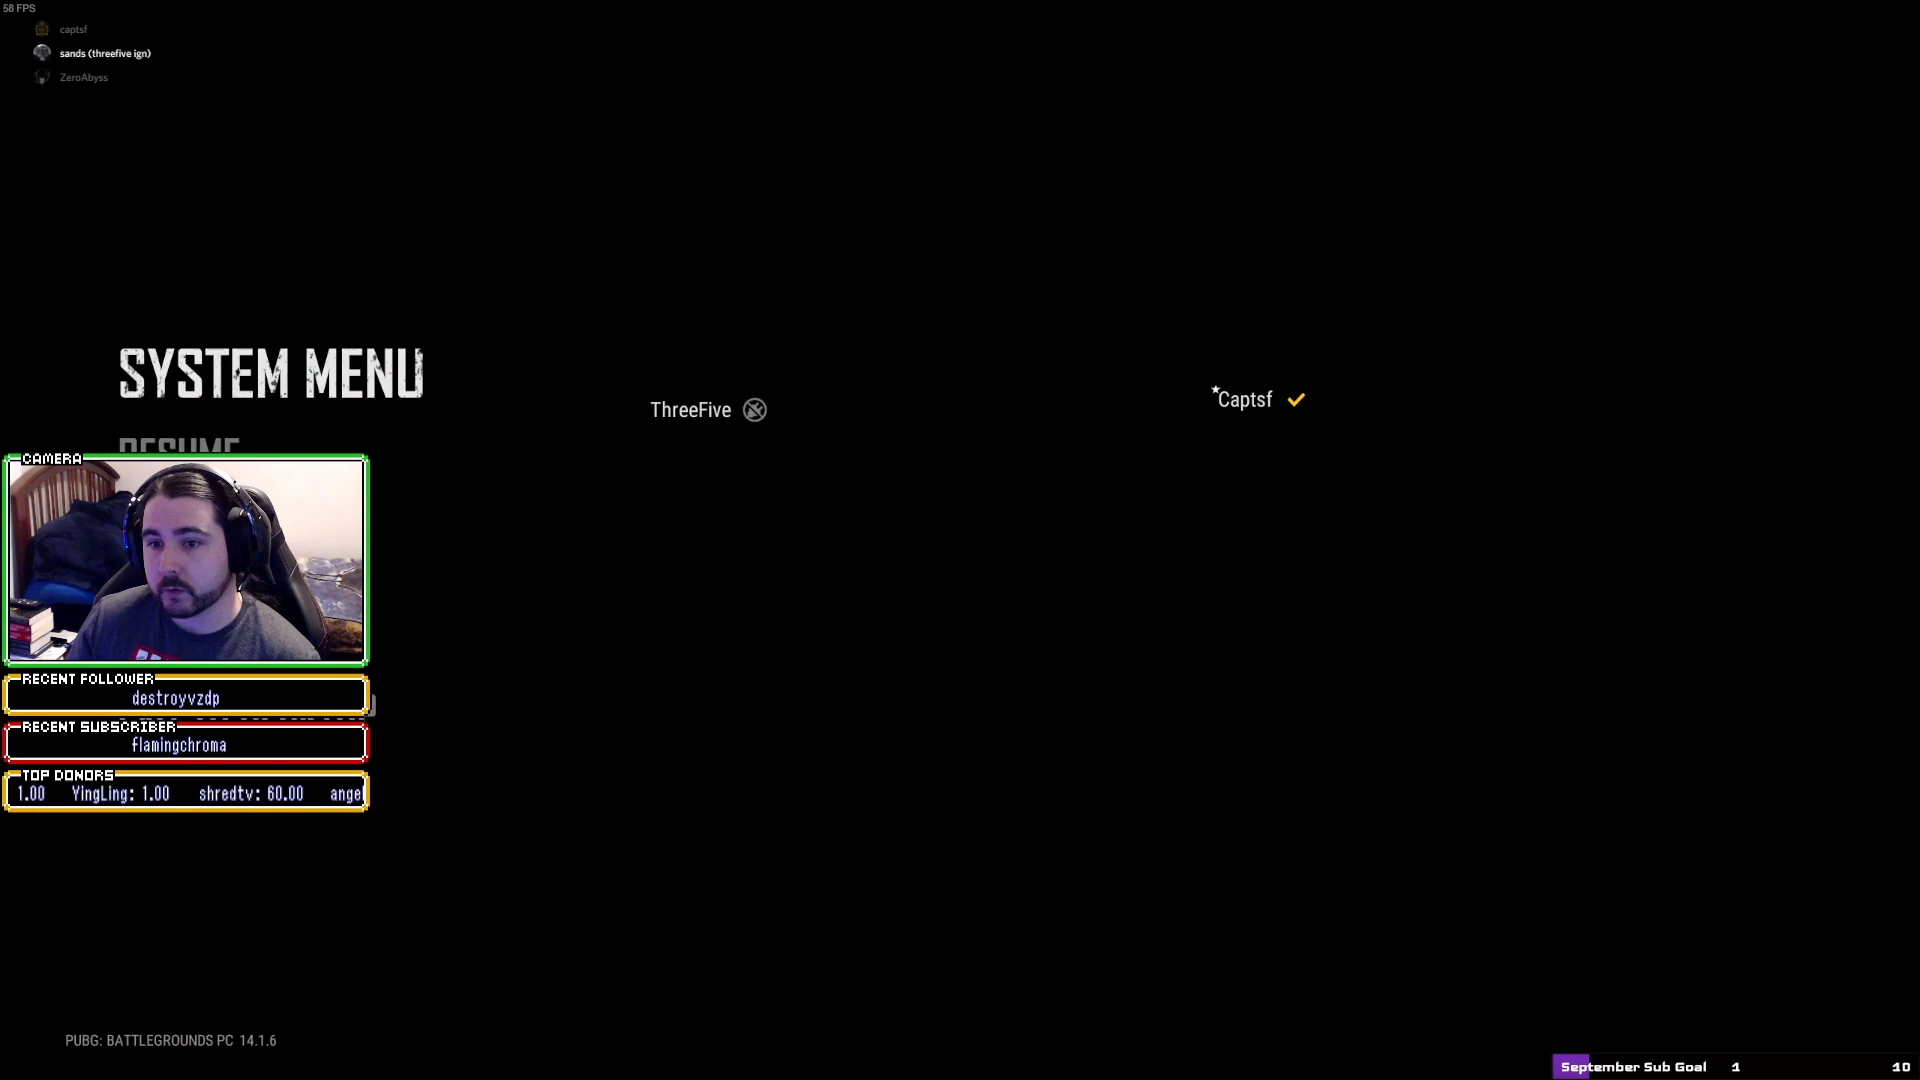 58 FPS
captsf
sands (threefive ign)
ZeroAbyss
SYSTEM MENU
ThreeFive
Captsf
RESUME
CAMERA
RECENT FOLLOWER
destroyvzdp
RECENT SUBSCRIBER
flamingchroma
TOP DONORS
1.00 YingLing: 1.00 shredtv: 60.00 angel
PUBG: BATTLEGROUNDS PC 14.1.6
September Sub Goal 1 10